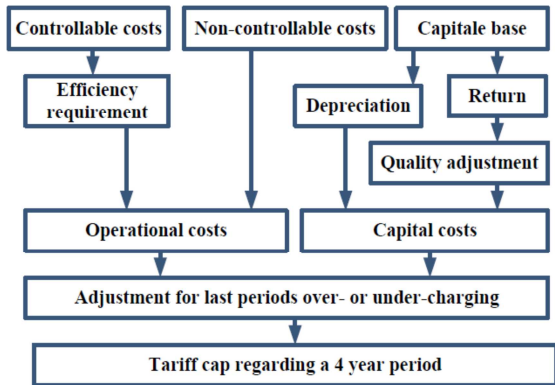 Controllable costs
Non-controllable costs
Capitale base
Efficiency
requirement
Depreciation
Return
Quality adjustment
Operational costs
Capital costs
Adjustment for last periods over- or under-charging
Tariff cap regarding a 4 year period